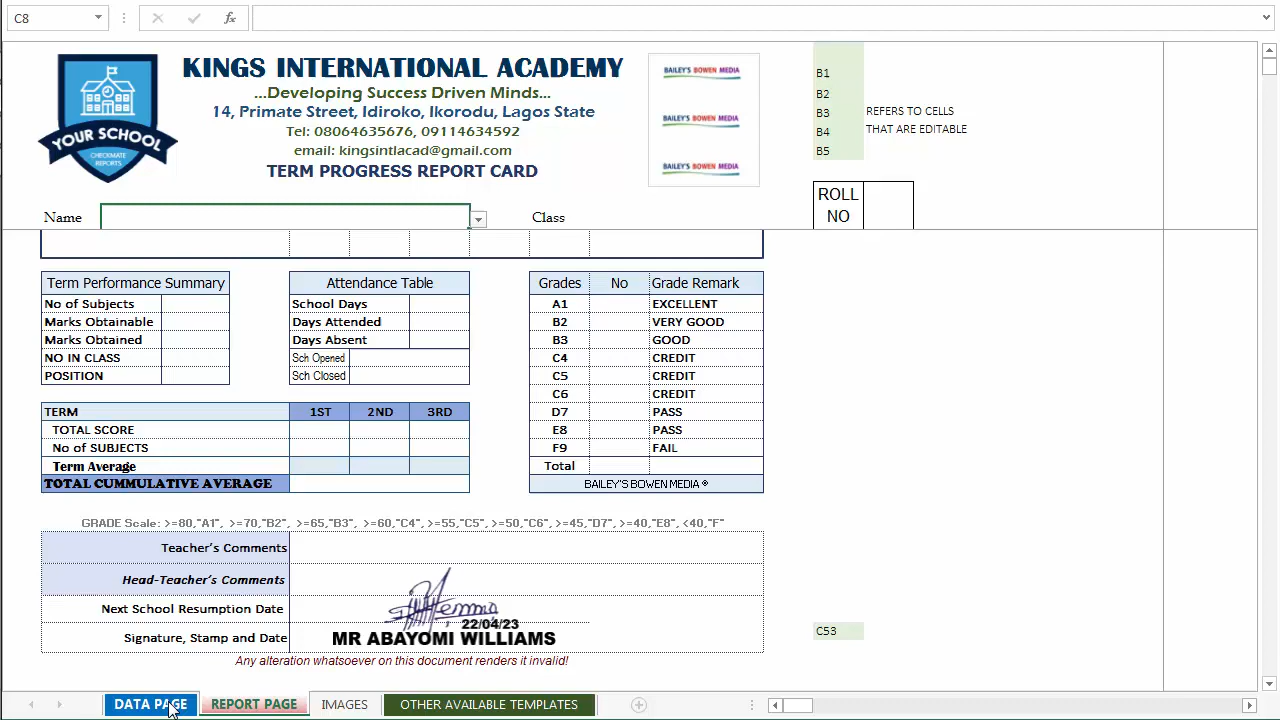 C8
fx
KINGS INTERNATIONAL ACADEMY
...Developing Success Driven Minds...
14, Primate Street, Idiroko, Ikorodu, Lagos State
Tel: 08064635676, 09114634592
email: kingsintlacad@gmail.com
TERM PROGRESS REPORT CARD
YOUR SCHOOL
CHECKMATE
REPORTS
BAILEY'S BOWEN MEDIA
BAILEY'S BOWEN MEDIA
BAILEY'S BOWEN MEDIA
B1
B2
B3 REFERS TO CELLS
B4 THAT ARE EDITABLE
B5
ROLL
NO
Name Class
Term Performance Summary
No of Subjects
Marks Obtainable
Marks Obtained
NO IN CLASS
POSITION
Attendance Table
School Days
Days Attended
Days Absent
Sch Opened
Sch Closed
Grades No Grade Remark
A1 EXCELLENT
B2 VERY GOOD
B3 GOOD
C4 CREDIT
C5 CREDIT
C6 CREDIT
D7 PASS
E8 PASS
F9 FAIL
Total
BAILEY'S BOWEN MEDIA ®
TERM 1ST 2ND 3RD
TOTAL SCORE
No of SUBJECTS
Term Average
TOTAL CUMMULATIVE AVERAGE
GRADE Scale: >=80,"A1", >=70,"B2", >=65,"B3", >=60,"C4", >=55,"C5", >=50,"C6", >=45,"D7", >=40,"E8", <40,"F"
Teacher's Comments
Head-Teacher's Comments
Next School Resumption Date
Signature, Stamp and Date
22/04/23
MR ABAYOMI WILLIAMS
C53
Any alteration whatsoever on this document renders it invalid!
DATA PAGE REPORT PAGE IMAGES OTHER AVAILABLE TEMPLATES